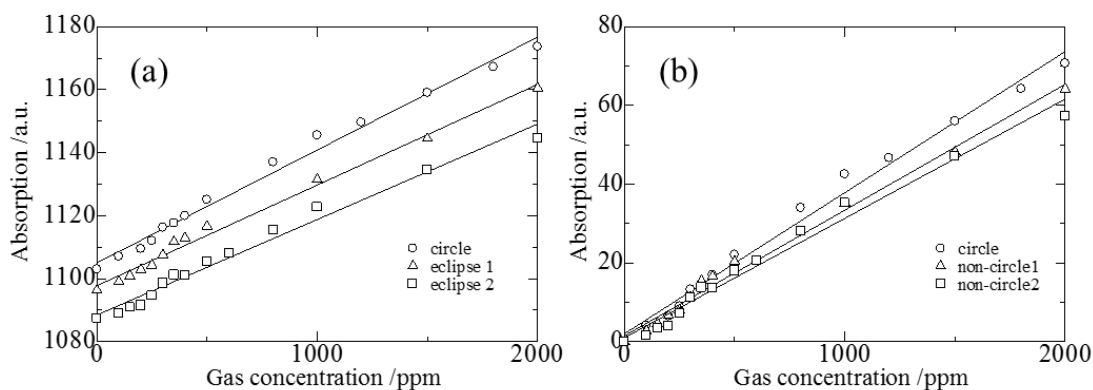 (a)
Absorption /a.u.
1180
1160
1140
1120
1100
1080
circle
eclipse 1
eclipse 2
0
1000
2000
Gas concentration /ppm
(b)
Absorption /a.u.
80
60
40
20
0
circle
non-circle1
non-circle2
0
1000
2000
Gas concentration /ppm